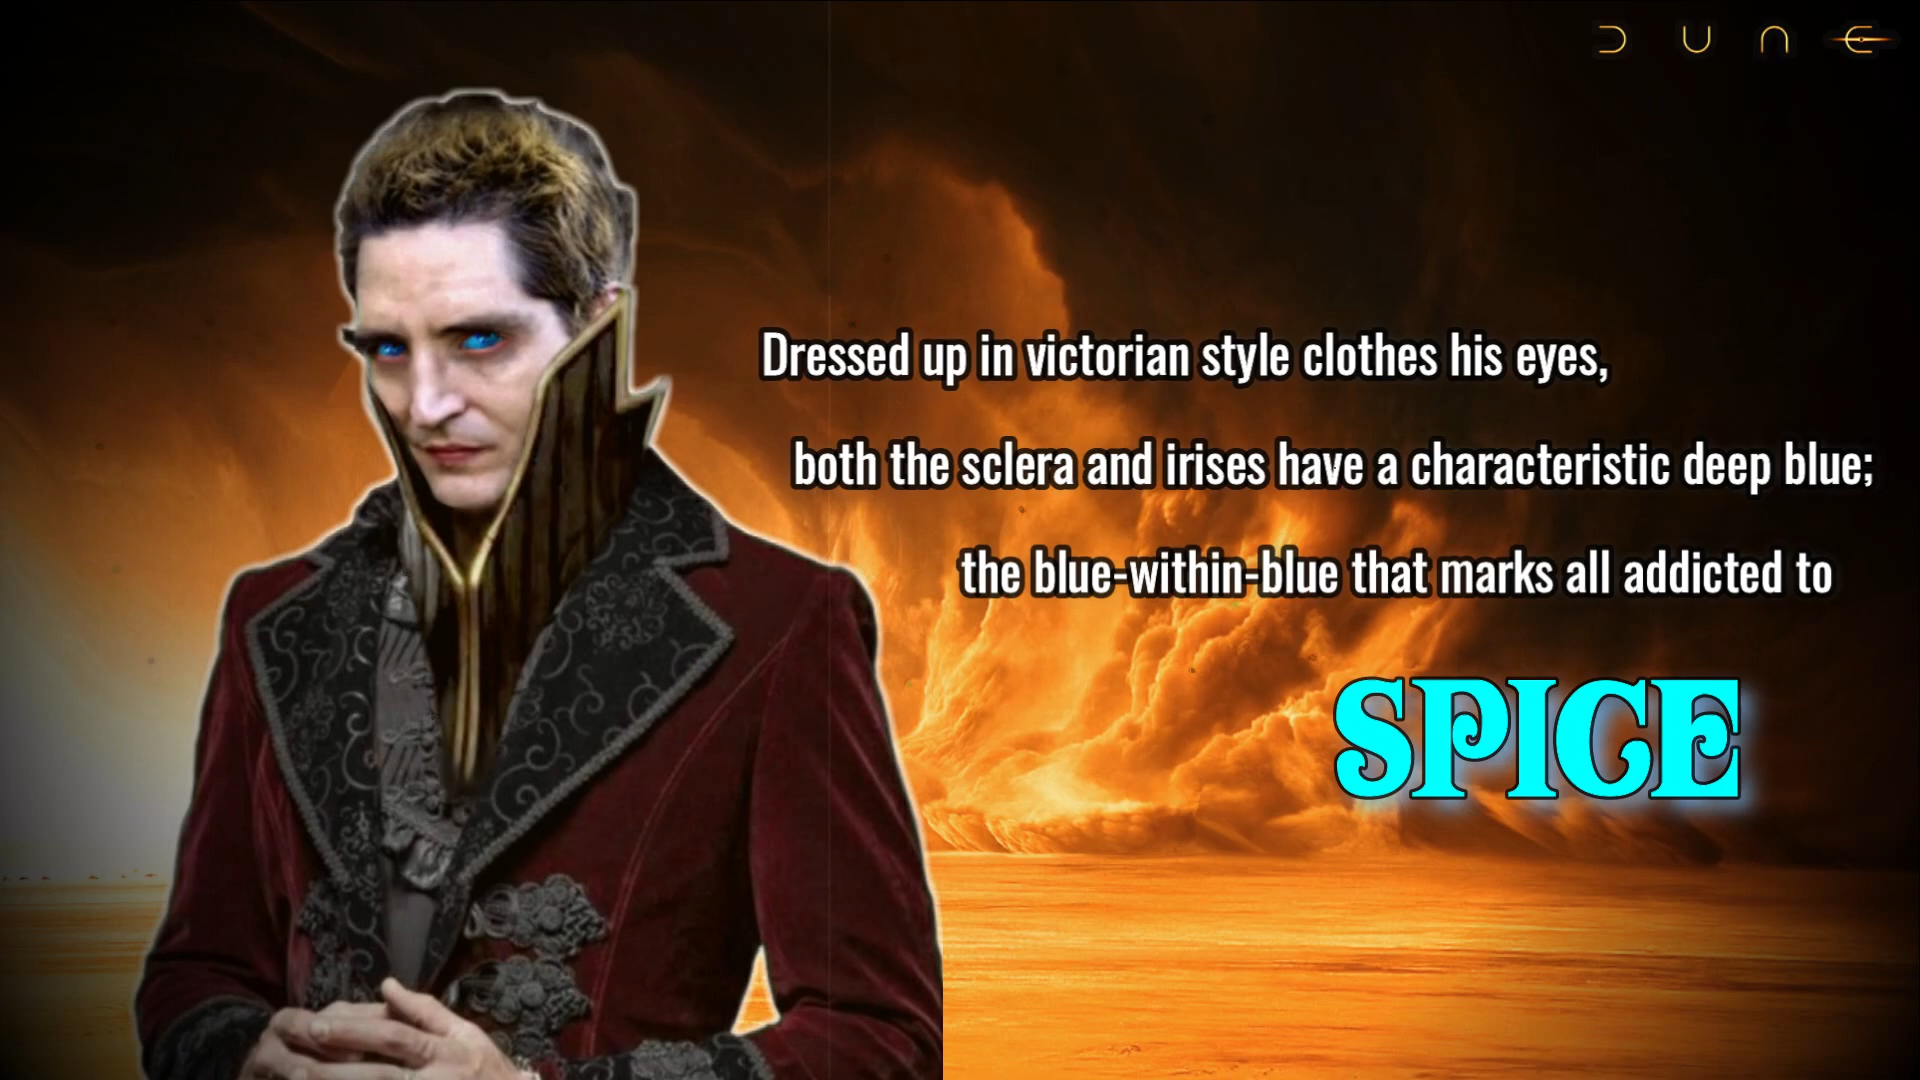 DUNE
Dressed up in victorian style clothes his eyes,
both the sclera and irises have a characteristic deep blue;
the blue-within-blue that marks all addicted to
SPICE